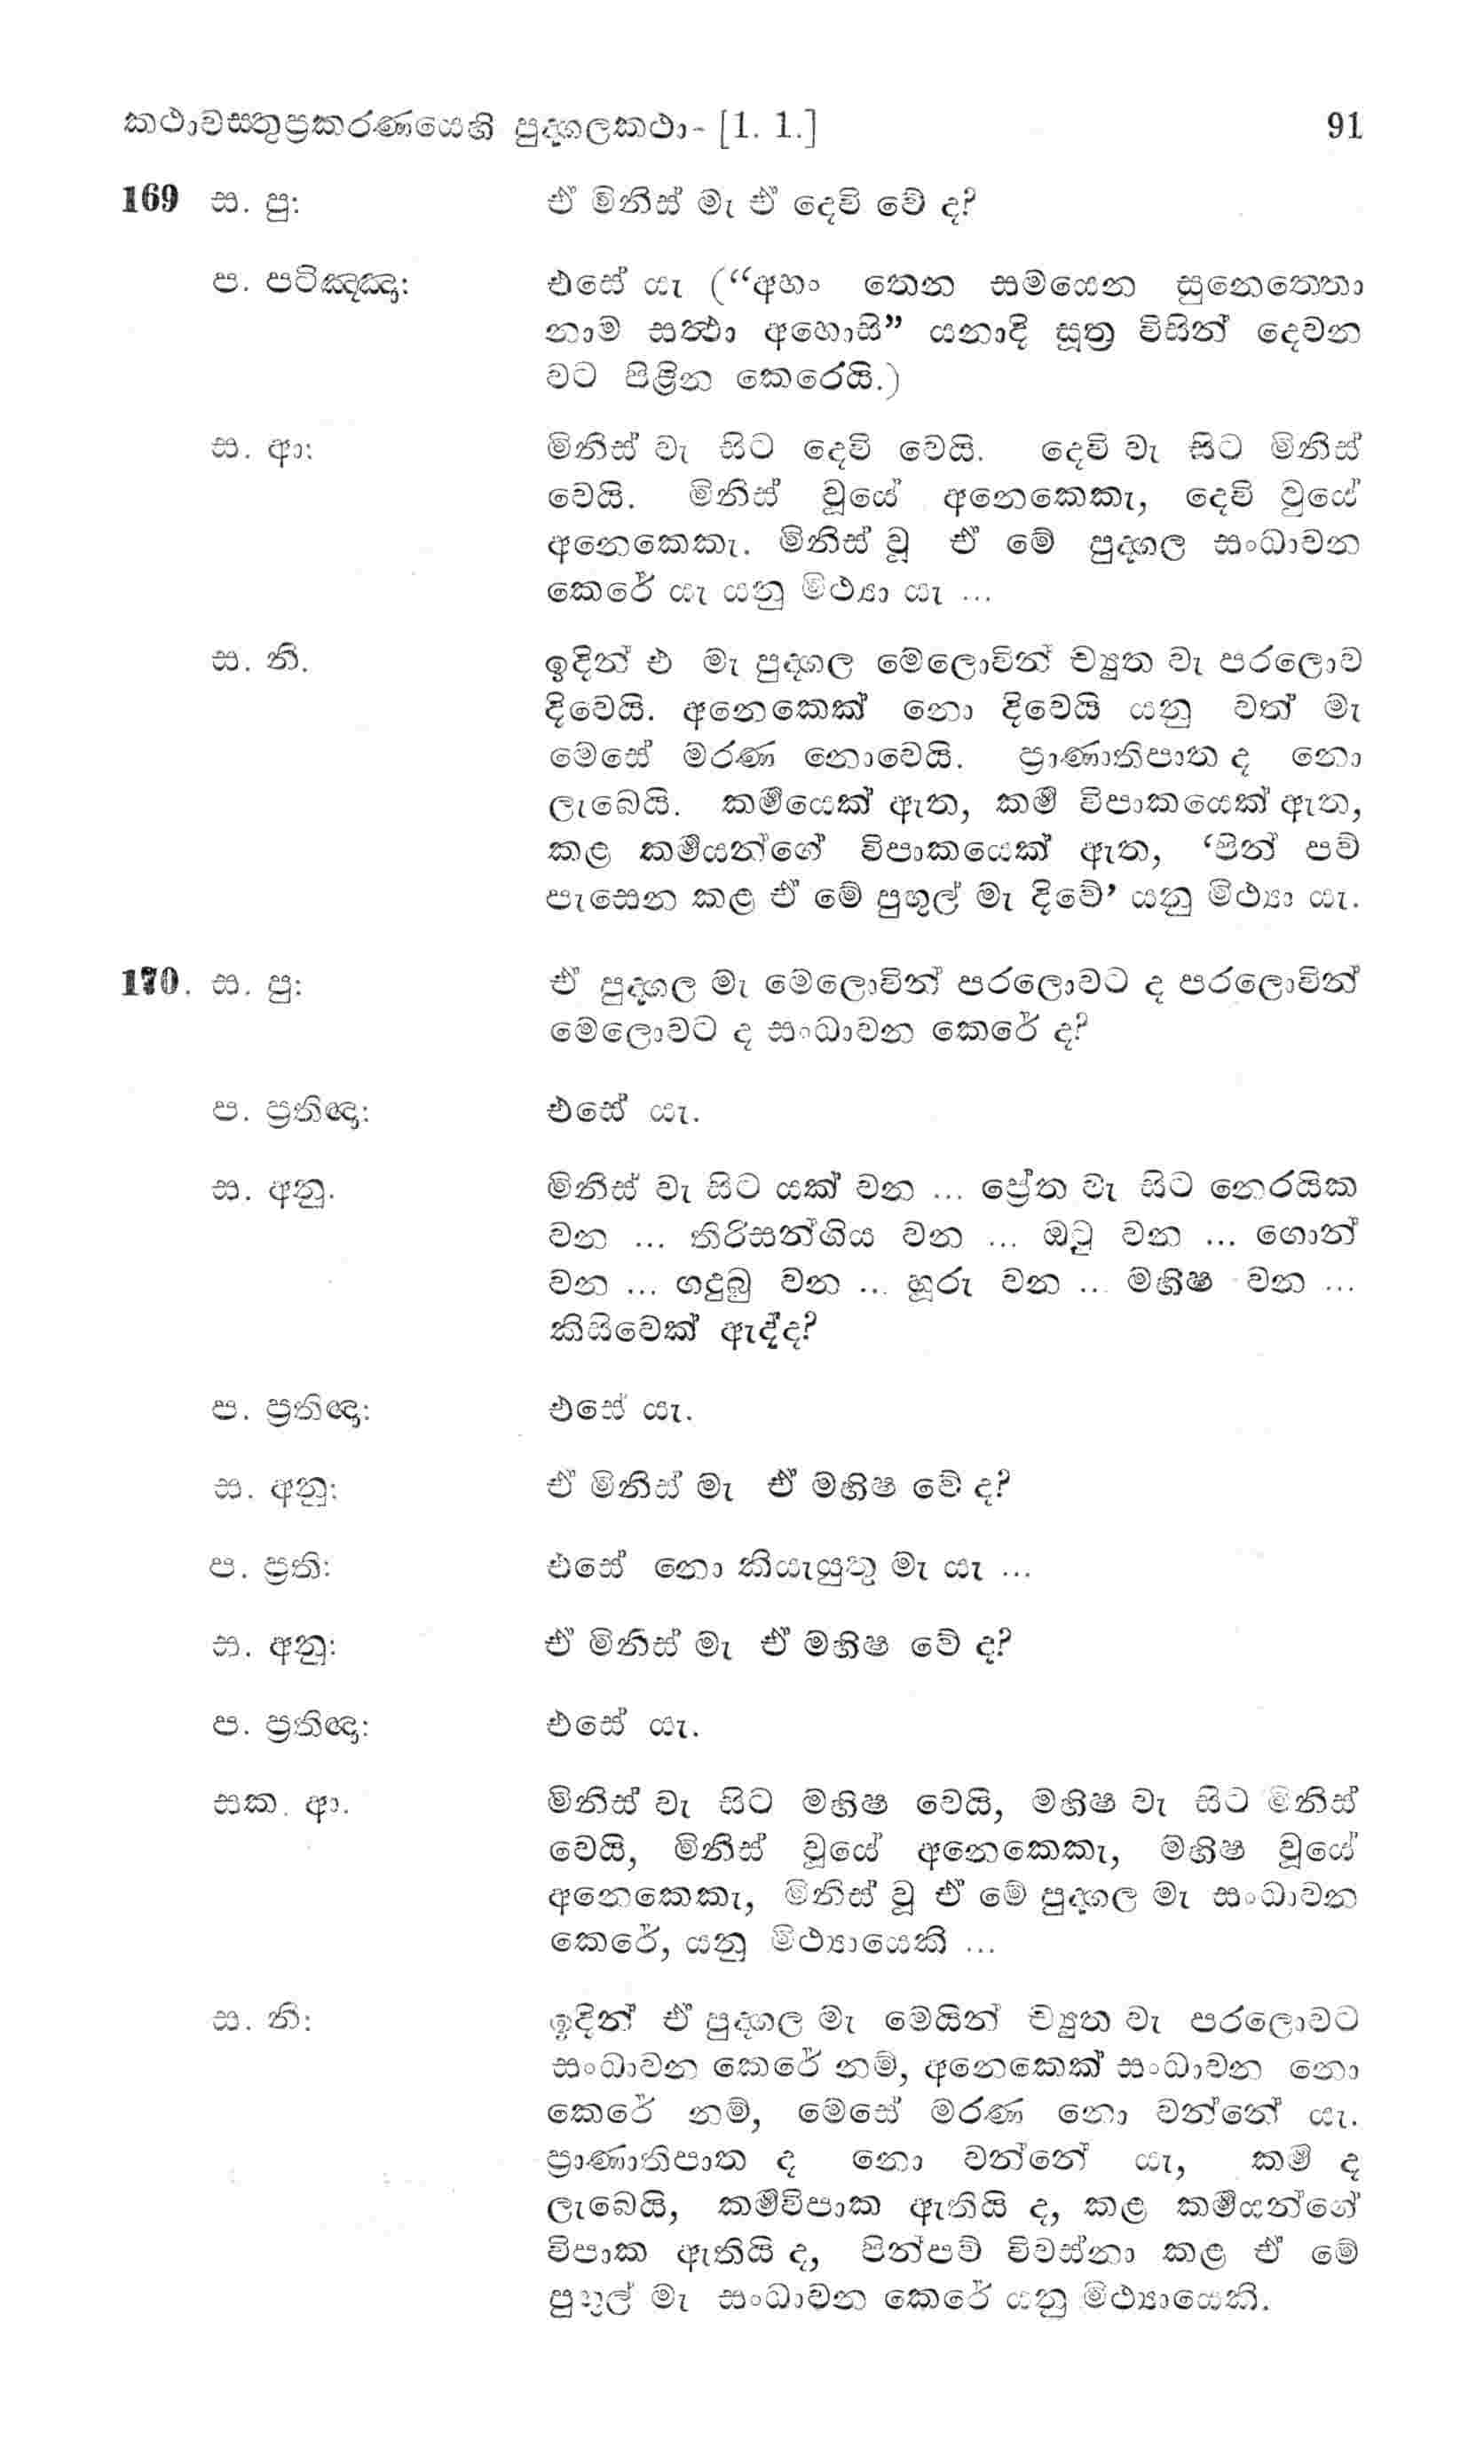 කථාවස්තුප්‍රකරණයෙහි පුද්ගලකථා- [1. 1.] 91
169 ස. පු: ඒ මිනිස් මැ ඒ දෙවි වේ ද?
ප. පටිඤ්ඤා: එසේ යැ (“අහං තෙන සමයෙන සුනෙත්තො
නාම සත්‍ථා අහොසි” යනාදි සූත්‍ර විසින් දෙවන
වට පිළින කෙරෙයි.)
ස. ආ: මිනිස් වැ සිට දෙවි වෙයි. දෙවි වැ සිට මිනිස්
වෙයි. මිනිස් වූයේ අනෙකෙකැ, දෙවි වූයේ
අනෙකෙකැ. මිනිස් වූ ඒ මේ පුද්ගල සංධාවන
කෙරේ යැ යනු මිථ්‍යා යැ ...
ස. නි. ඉදින් එ මැ පුද්ගල මෙලොවින් ච්‍යුත වැ පරලොව
දිවෙයි. අනෙකෙක් නො දිවෙයි යනු වත් මැ
මෙසේ මරණ නොවෙයි. ප්‍රාණාතිපාත ද නො
ලැබෙයි. කර්‍මයෙක් ඇත, කර්‍ම විපාකයෙක් ඇත,
කළ කර්‍මයන්ගේ විපාකයෙක් ඇත, ‘පින් පව්
පැසෙන කළ ඒ මේ පුඟුල් මැ දිවේ’ යනු මිථ්‍යා යැ.
170. ස. පු: ඒ පුද්ගල මැ මෙලොවින් පරලොවට ද පරලොවින්
මෙලොවට ද සංධාවන කෙරේ ද?
ප. ප්‍රතිඥා: එසේ යැ.
ස. අනු. මිනිස් වැ සිට යක් වන ... ප්‍රේත වැ සිට නෙරයික
වන ... තිරිසන්ගිය වන ... ඔටු වන ... ගොන්
වන ... ගදුබු වන ... හූරු වන ... මහිෂ වන ...
කිසිවෙක් ඇද්ද?
ප. ප්‍රතිඥා: එසේ යැ.
ස. අනු: ඒ මිනිස් මැ ඒ මහිෂ වේ ද?
ප. ප්‍රති: එසේ නො කියැයුතු මැ යැ ...
ස. අනු: ඒ මිනිස් මැ ඒ මහිෂ වේ ද?
ප. ප්‍රතිඥා: එසේ යැ.
සක. ආ. මිනිස් වැ සිට මහිෂ වෙයි, මහිෂ වැ සිට මිනිස්
වෙයි, මිනිස් වූයේ අනෙකෙකැ, මහිෂ වූයේ
අනෙකෙකැ, මිනිස් වූ ඒ මේ පුද්ගල මැ සංධාවන
කෙරේ, යනු මිථ්‍යායෙකි ...
ස. නි: ඉදින් ඒ පුද්ගල මැ මෙයින් ච්‍යුත වැ පරලොවට
සංධාවන කෙරේ නම්, අනෙකෙක් සංධාවන නො
කෙරේ නම්, මෙසේ මරණ නො වන්නේ යැ.
ප්‍රාණාතිපාත ද නො වන්නේ යැ, කර්‍ම ද
ලැබෙයි, කර්‍මවිපාක ඇතියි ද, කළ කර්‍මයන්ගේ
විපාක ඇතියි ද, පින්පව් විවස්නා කළ ඒ මේ
පුඟුල් මැ සංධාවන කෙරේ යනු මිථ්‍යායෙකි.